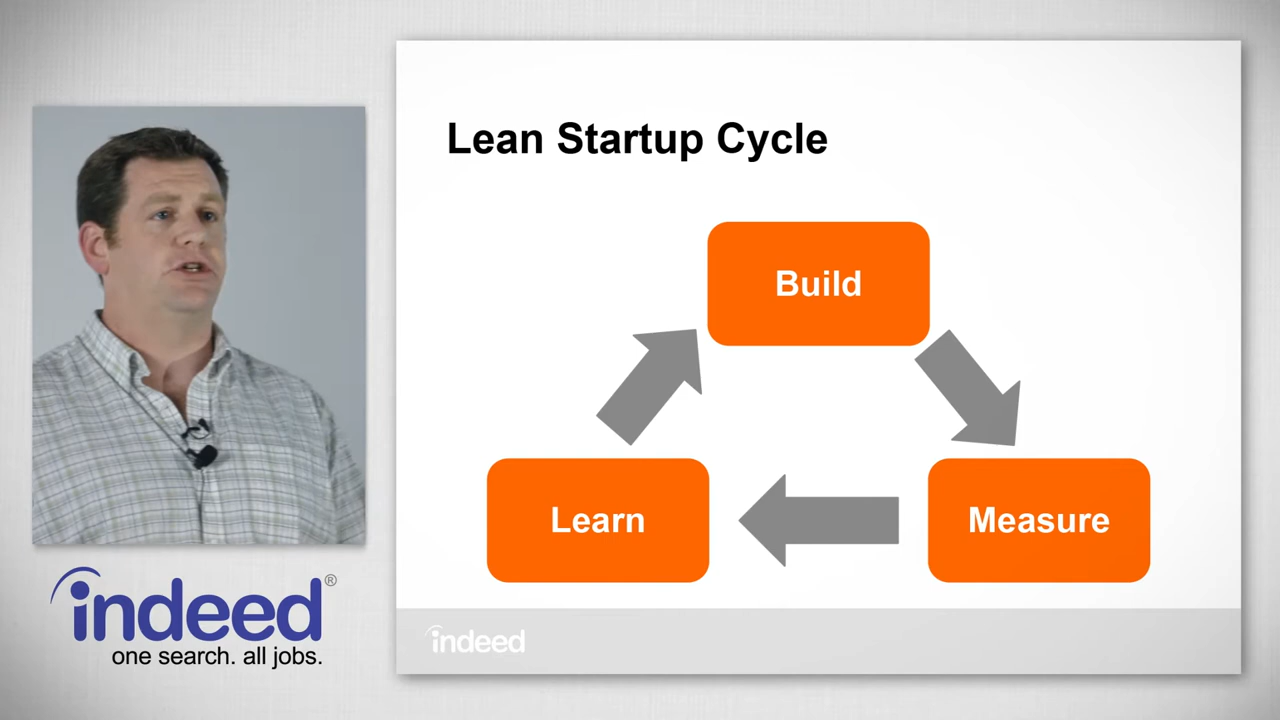 Lean Startup Cycle
Build
Learn
Measure
indeed
indeed®
one search. all jobs.